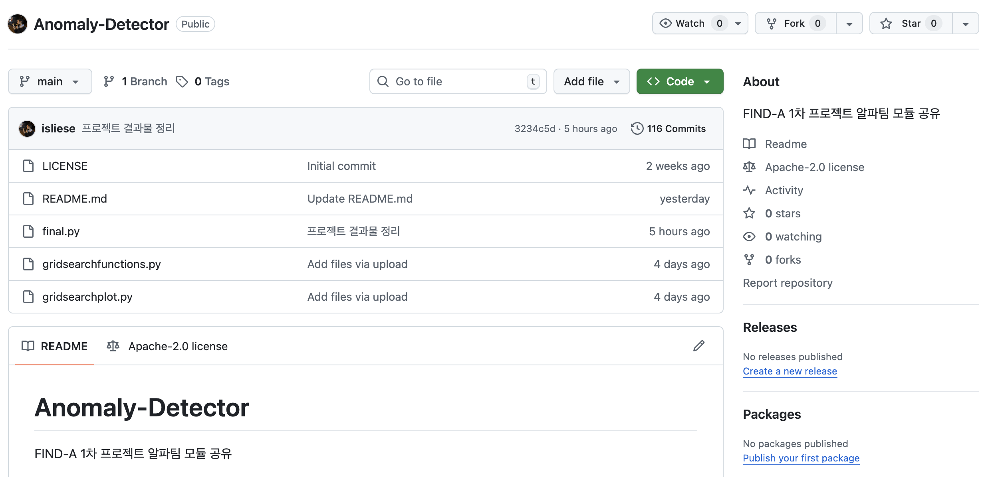 Anomaly-Detector Public
Watch 0
Fork 0
Star 0
main
1 Branch
0 Tags
Go to file t
Add file
<> Code
isliese 프로젝트 결과물 정리 3234c5d · 5 hours ago 116 Commits
LICENSE Initial commit 2 weeks ago
README.md Update README.md yesterday
final.py 프로젝트 결과물 정리 5 hours ago
gridsearchfunctions.py Add files via upload 4 days ago
gridsearchplot.py Add files via upload 4 days ago
README
Apache-2.0 license
Anomaly-Detector
FIND-A 1차 프로젝트 알파팀 모듈 공유
About
FIND-A 1차 프로젝트 알파팀 모듈 공유
Readme
Apache-2.0 license
Activity
0 stars
0 watching
0 forks
Report repository
Releases
No releases published
Create a new release
Packages
No packages published
Publish your first package